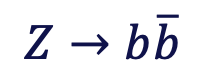 Z → bb̅